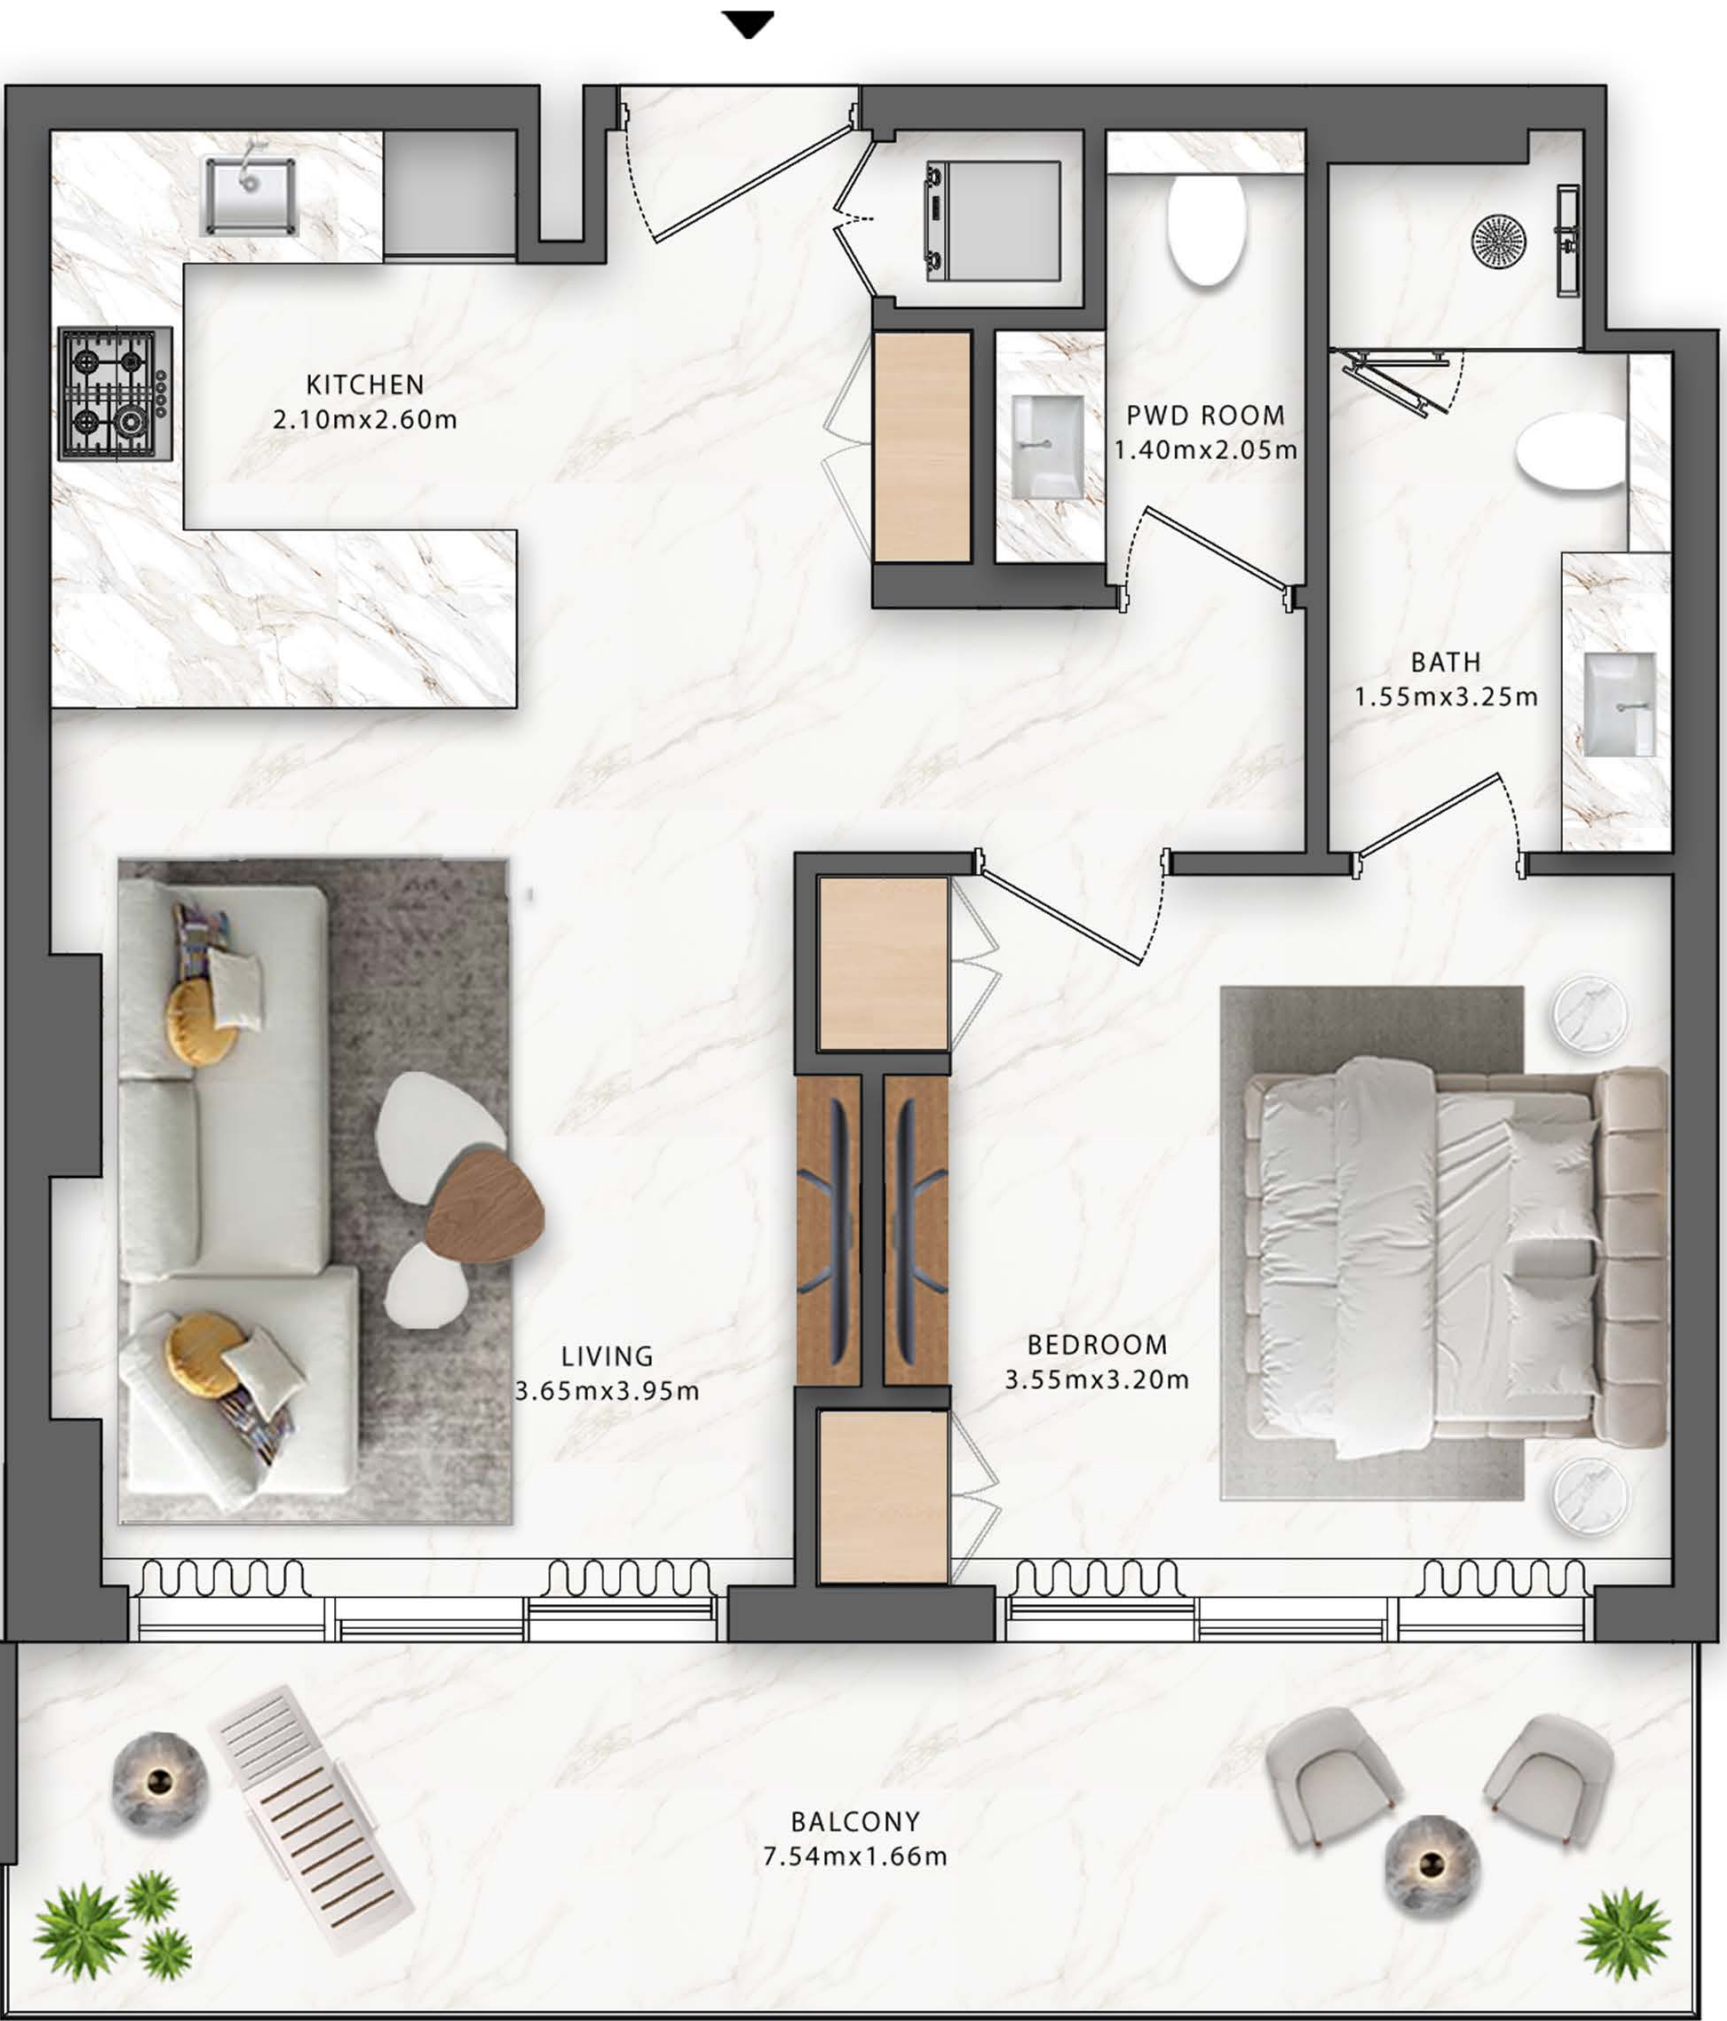 KITCHEN
2.10mx2.60m
PWD ROOM
1.40mx2.05m
BATH
1.55mx3.25m
LIVING
3.65mx3.95m
BEDROOM
3.55mx3.20m
BALCONY
7.54mx1.66m